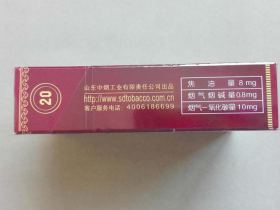 20
山东中烟工业有限责任公司出品
http://www.sdtobacco.com.cn
客户服务电话：4006186699
焦油量 8mg
烟气烟碱量 0.8mg
烟气一氧化碳量 10mg